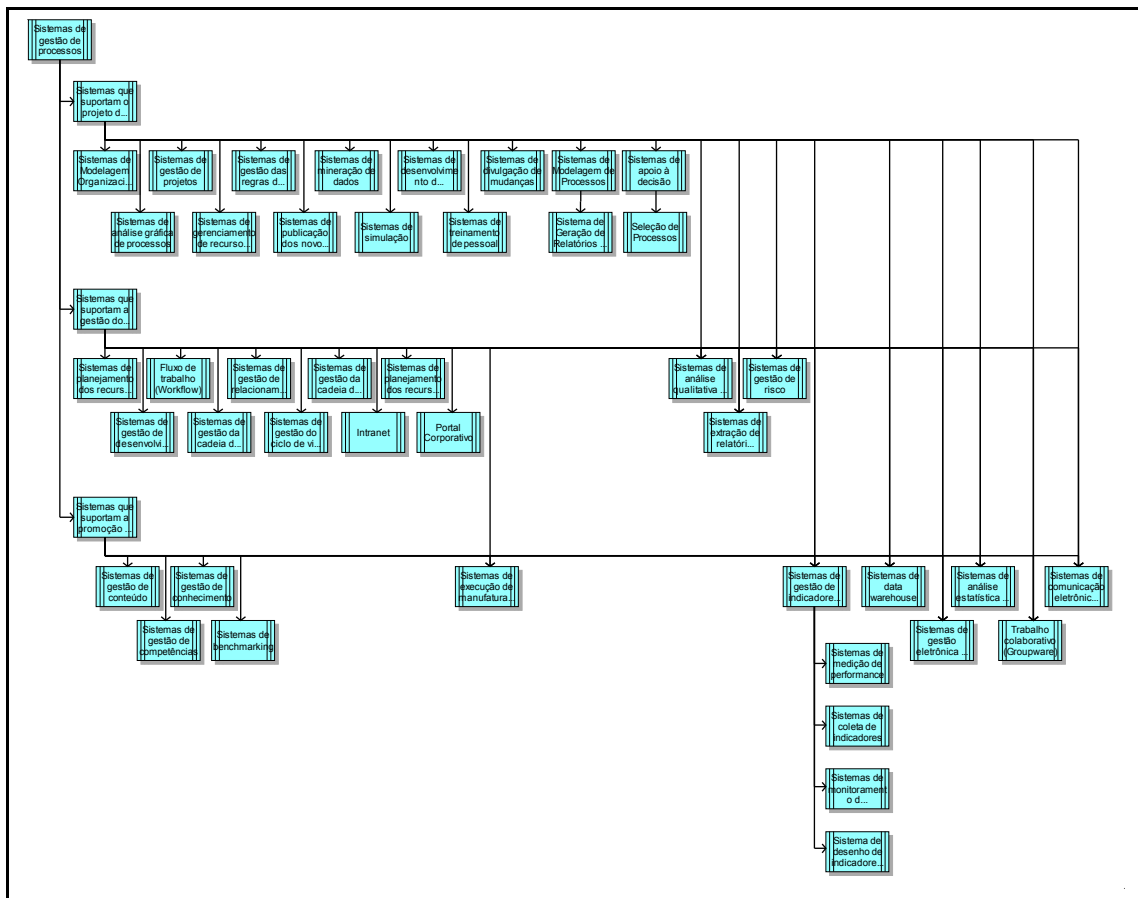 Sistemas de
gestão de
processos
Sistemas que
suportam o
projeto d...
Sistemas de
Modelagem
Organizaci...
Sistemas de
gestão de
projetos
Sistemas de
gestão das
regras d...
Sistemas de
mineração de
dados
Sistemas de
desenvolvime
nto d...
Sistemas de
divulgação de
mudanças
Sistemas de
Modelagem de
Processos
Sistemas de
apoio à
decisão
Sistemas de
análise gráfica
de processos
Sistemas de
gerenciamento
de recurso...
Sistemas de
publicação
dos novo...
Sistemas de
simulação
Sistemas de
treinamento
de pessoal
Sistema de
Geração de
Relatórios ...
Seleção de
Processos
Sistemas que
suportam a
gestão do...
Sistemas de
planejamento
dos recurs...
Fluxo de
trabalho
(Workflow)
Sistemas de
gestão de
relacionam...
Sistemas de
gestão da
cadeia d...
Sistemas de
planejamento
dos recurs...
Sistemas de
análise
qualitativa ...
Sistemas de
gestão de
risco
Sistemas de
gestão de
desenvolvi...
Sistemas de
gestão da
cadeia d...
Sistemas de
gestão do
ciclo de vi...
Intranet
Portal
Corporativo
Sistemas de
extração de
relatóri...
Sistemas que
suportam a
promoção ...
Sistemas de
gestão de
conteúdo
Sistemas de
gestão de
conhecimento
Sistemas de
execução de
manufatura...
Sistemas de
gestão de
indicadore...
Sistemas de
data
warehouse
Sistemas de
análise
estatística ...
Sistemas de
comunicação
eletrônic...
Sistemas de
gestão de
competências
Sistemas de
benchmarking
Sistemas de
gestão
eletrônica ...
Trabalho
colaborativo
(Groupware)
Sistemas de
medição de
performance
Sistemas de
coleta de
indicadores
Sistemas de
monitorament
o d...
Sistema de
desenho de
indicadore...